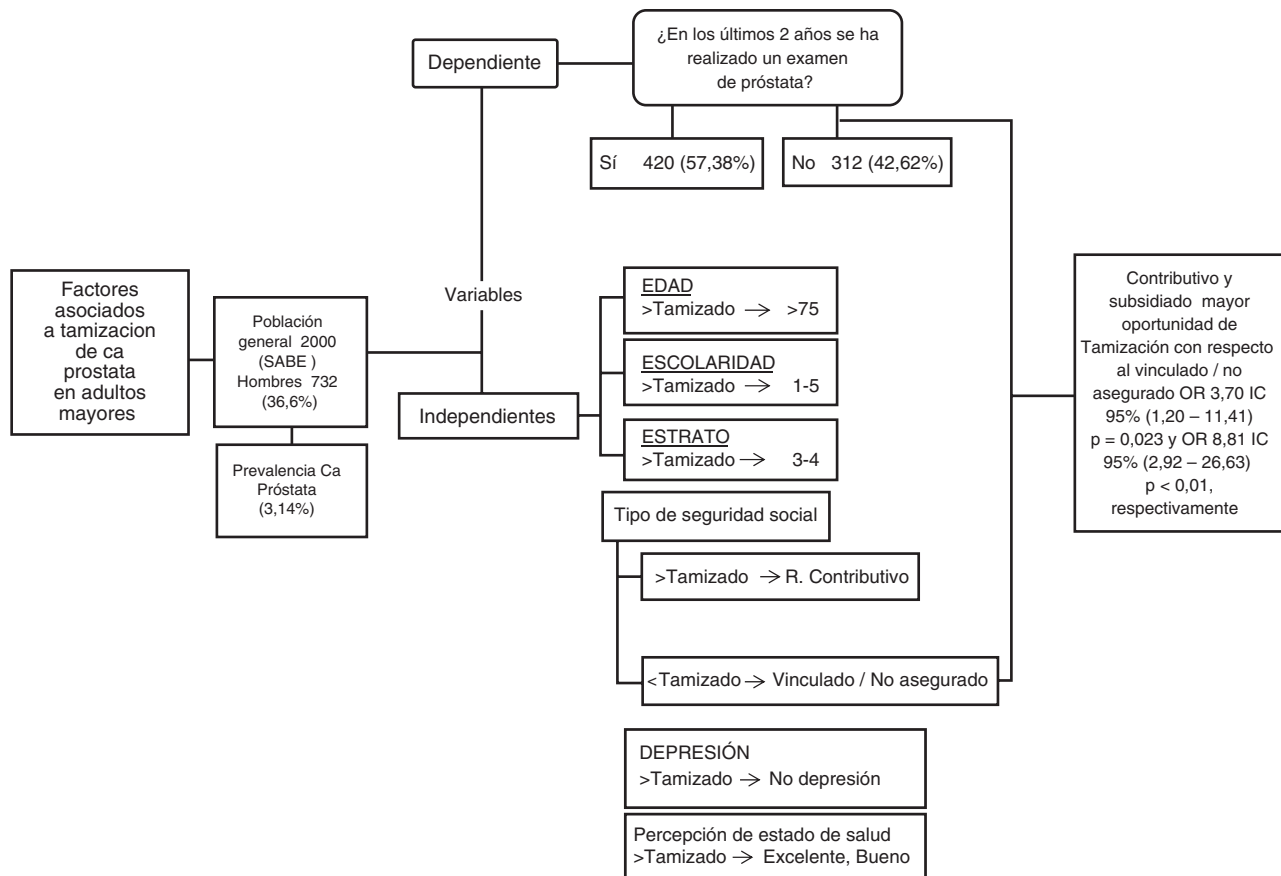 Factores
asociados
a tamizacion
de ca
prostata
en adultos
mayores
Población
general 2000
(SABE )
Hombres 732
(36,6%)
Prevalencia Ca
Próstata
(3,14%)
Variables
Dependiente
¿En los últimos 2 años se ha
realizado un examen
de próstata?
Sí 420 (57,38%)
No 312 (42,62%)
Independientes
EDAD
>Tamizado → >75
ESCOLARIDAD
>Tamizado → 1-5
ESTRATO
>Tamizado → 3-4
Tipo de seguridad social
>Tamizado → R. Contributivo
<Tamizado → Vinculado / No asegurado
DEPRESIÓN
>Tamizado → No depresión
Percepción de estado de salud
>Tamizado → Excelente, Bueno
Contributivo y
subsidiado mayor
oportunidad de
Tamización con respecto
al vinculado / no
asegurado OR 3,70 IC
95% (1,20 – 11,41)
p = 0,023 y OR 8,81 IC
95% (2,92 – 26,63)
p < 0,01,
respectivamente